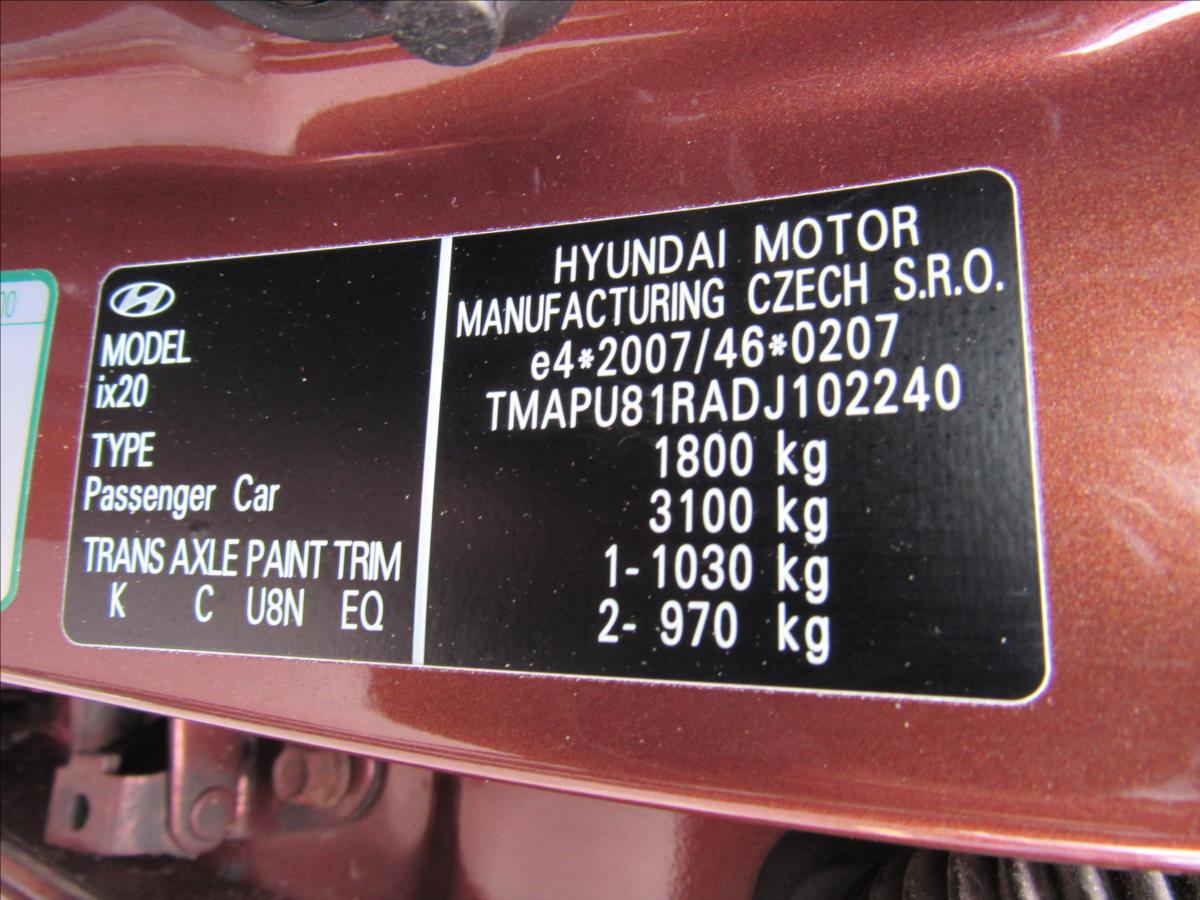 00
MODEL
ix20
TYPE
Passenger Car
TRANS AXLE PAINT TRIM
K C U8N EQ
HYUNDAI MOTOR
MANUFACTURING CZECH S.R.O.
e4*2007/46*0207
TMAPU81RADJ102240
1800 kg
3100 kg
1- 1030 kg
2- 970 kg